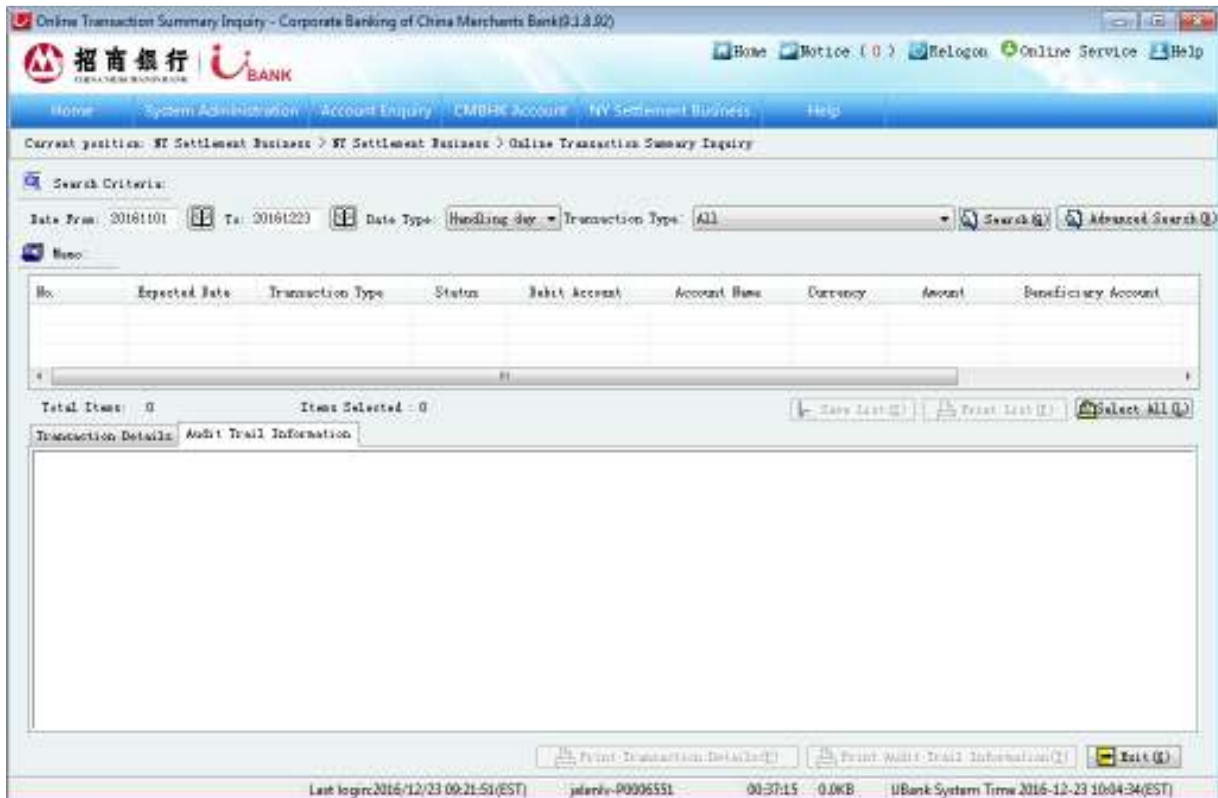 Online Transaction Summary Inquiry - Corporate Banking of China Merchants Bank(9.1.8.92)
招商银行 BANK
CHINA MERCHANTS BANK
Home Notice ( 0 ) Relogon Online Service Help
Home System Administration Account Enquiry CMBHK Account NY Settlement Business Help
Current position: NY Settlement Business > NY Settlement Business > Online Transaction Summary Inquiry
Search Criteria:
Date From: 20161101 To: 20161223 Date Type: Handling day Transaction Type: All Search(S) Advanced Search(Q)
Memo:
No. Expected Date Transaction Type Status Debit Account Account Name Currency Amount Beneficiary Account
Total Items: 0 Items Selected : 0 Save List Print List Select All(L)
Transaction Details Audit Trail Information
Print Transaction Details Print Audit Trail Information(T) Exit(X)
Last login:2016/12/23 09:21:51(EST) 00:37:15 0.0KB UBank System Time 2016-12-23 10:04:34(EST)